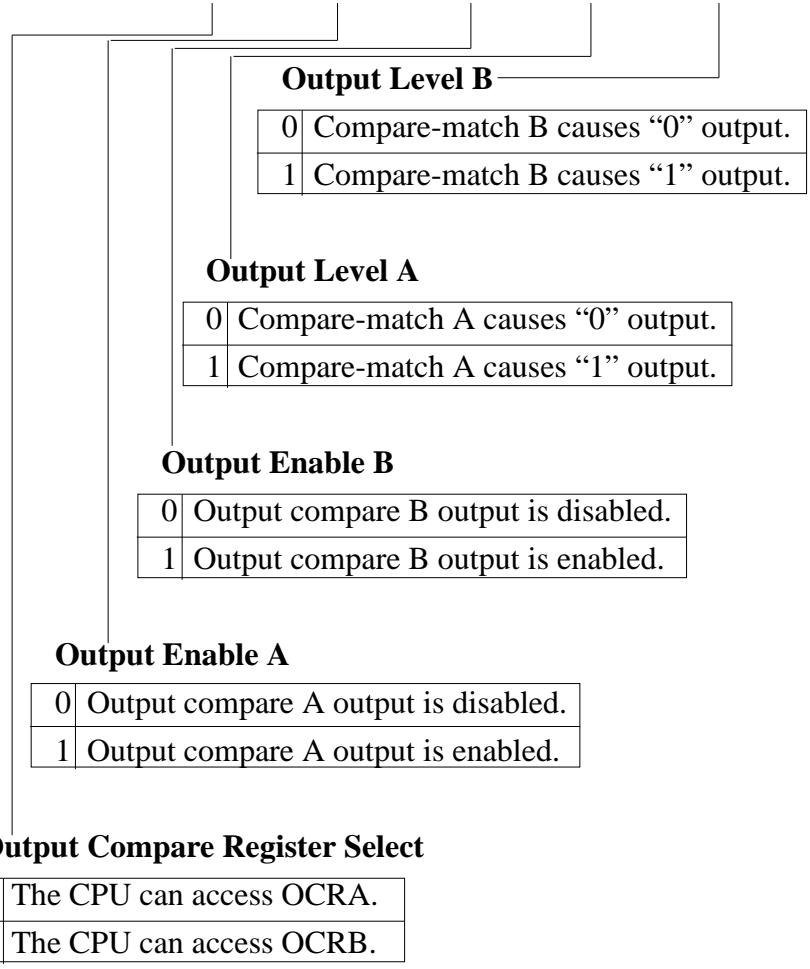 Output Level B
0 Compare-match B causes “0” output.
1 Compare-match B causes “1” output.
Output Level A
0 Compare-match A causes “0” output.
1 Compare-match A causes “1” output.
Output Enable B
0 Output compare B output is disabled.
1 Output compare B output is enabled.
Output Enable A
0 Output compare A output is disabled.
1 Output compare A output is enabled.
Output Compare Register Select
The CPU can access OCRA.
The CPU can access OCRB.